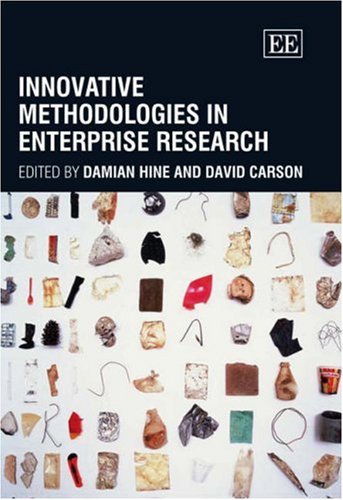 EE
INNOVATIVE
METHODOLOGIES IN
ENTERPRISE RESEARCH
EDITED BY DAMIAN HINE AND DAVID CARSON